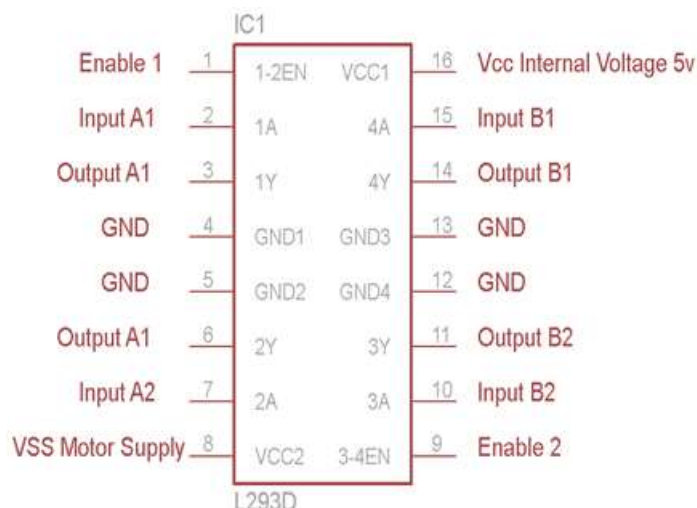 IC1
Enable 1 1 1-2EN VCC1 16 Vcc Internal Voltage 5v
Input A1 2 1A 4A 15 Input B1
Output A1 3 1Y 4Y 14 Output B1
GND 4 GND1 GND3 13 GND
GND 5 GND2 GND4 12 GND
Output A1 6 2Y 3Y 11 Output B2
Input A2 7 2A 3A 10 Input B2
VSS Motor Supply 8 VCC2 3-4EN 9 Enable 2
L293D